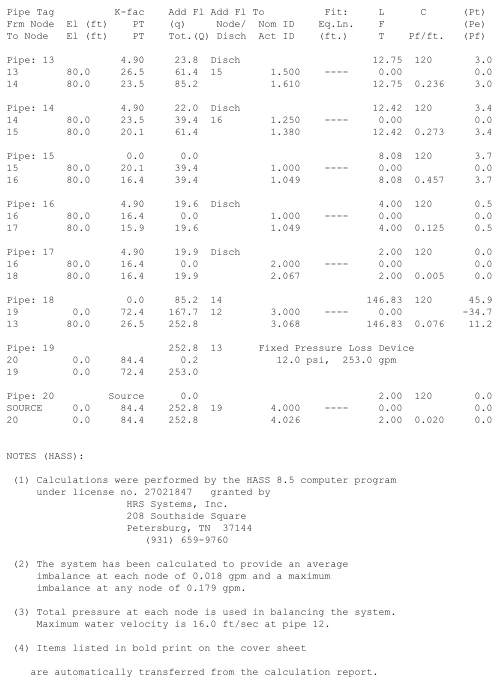 Pipe Tag K-fac Add Fl Add Fl To Fit: L C (Pt)
Frm Node El (ft) PT (q) Node/ Nom ID Eq.Ln. F (Pe)
To Node El (ft) PT Tot.(Q) Disch Act ID (ft.) T Pf/ft. (Pf)
Pipe: 13 4.90 23.8 Disch 12.75 120 3.0
13 80.0 26.5 61.4 15 1.500 ---- 0.00 0.0
14 80.0 23.5 85.2 1.610 12.75 0.236 3.0
Pipe: 14 4.90 22.0 Disch 12.42 120 3.4
14 80.0 23.5 39.4 16 1.250 ---- 0.00 0.0
15 80.0 20.1 61.4 1.380 12.42 0.273 3.4
Pipe: 15 0.0 0.0 8.08 120 3.7
15 80.0 20.1 39.4 1.000 ---- 0.00 0.0
16 80.0 16.4 39.4 1.049 8.08 0.457 3.7
Pipe: 16 4.90 19.6 Disch 4.00 120 0.5
16 80.0 16.4 0.0 1.000 ---- 0.00 0.0
17 80.0 15.9 19.6 1.049 4.00 0.125 0.5
Pipe: 17 4.90 19.9 Disch 2.00 120 0.0
16 80.0 16.4 0.0 2.000 ---- 0.00 0.0
18 80.0 16.4 19.9 2.067 2.00 0.005 0.0
Pipe: 18 0.0 85.2 14 146.83 120 45.9
19 0.0 72.4 167.7 12 3.000 ---- 0.00 -34.7
13 80.0 26.5 252.8 3.068 146.83 0.076 11.2
Pipe: 19 252.8 13 Fixed Pressure Loss Device
20 0.0 84.4 0.2 12.0 psi, 253.0 gpm
19 0.0 72.4 253.0
Pipe: 20 Source 0.0 2.00 120 0.0
SOURCE 0.0 84.4 252.8 19 4.000 ---- 0.00 0.0
20 0.0 84.4 252.8 4.026 2.00 0.020 0.0
NOTES (HASS):
(1) Calculations were performed by the HASS 8.5 computer program
under license no. 27021847 granted by
HRS Systems, Inc.
208 Southside Square
Petersburg, TN 37144
(931) 659-9760
(2) The system has been calculated to provide an average
imbalance at each node of 0.018 gpm and a maximum
imbalance at any node of 0.179 gpm.
(3) Total pressure at each node is used in balancing the system.
Maximum water velocity is 16.0 ft/sec at pipe 12.
(4) Items listed in bold print on the cover sheet
are automatically transferred from the calculation report.